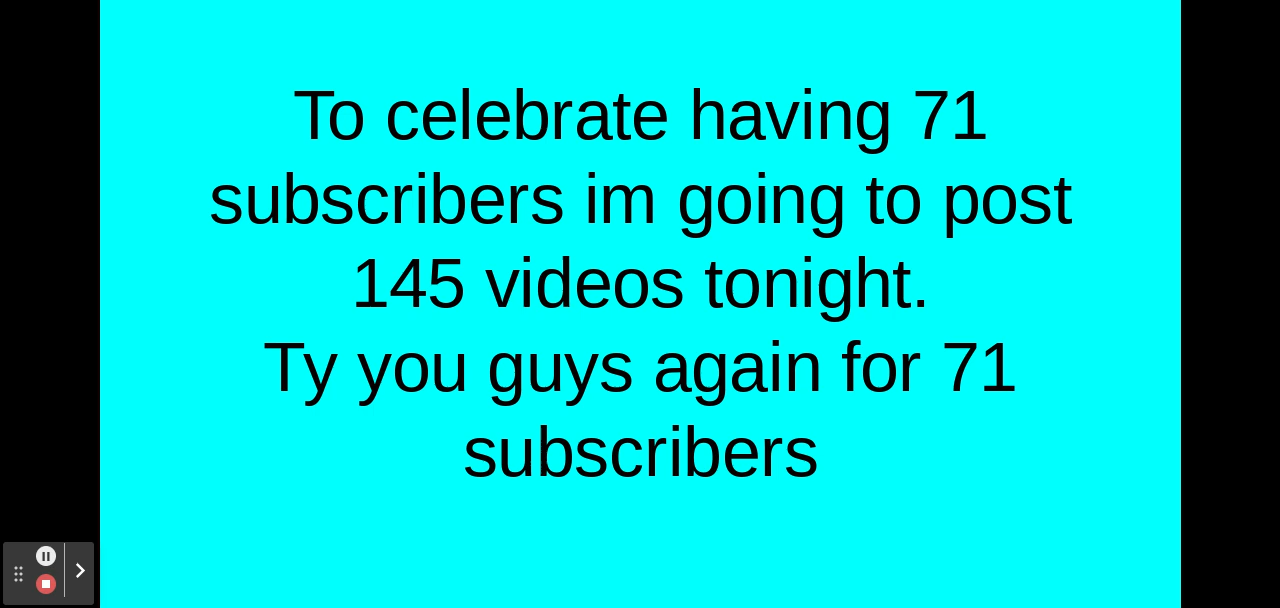 To celebrate having 71
subscribers im going to post
145 videos tonight.
Ty you guys again for 71
subscribers